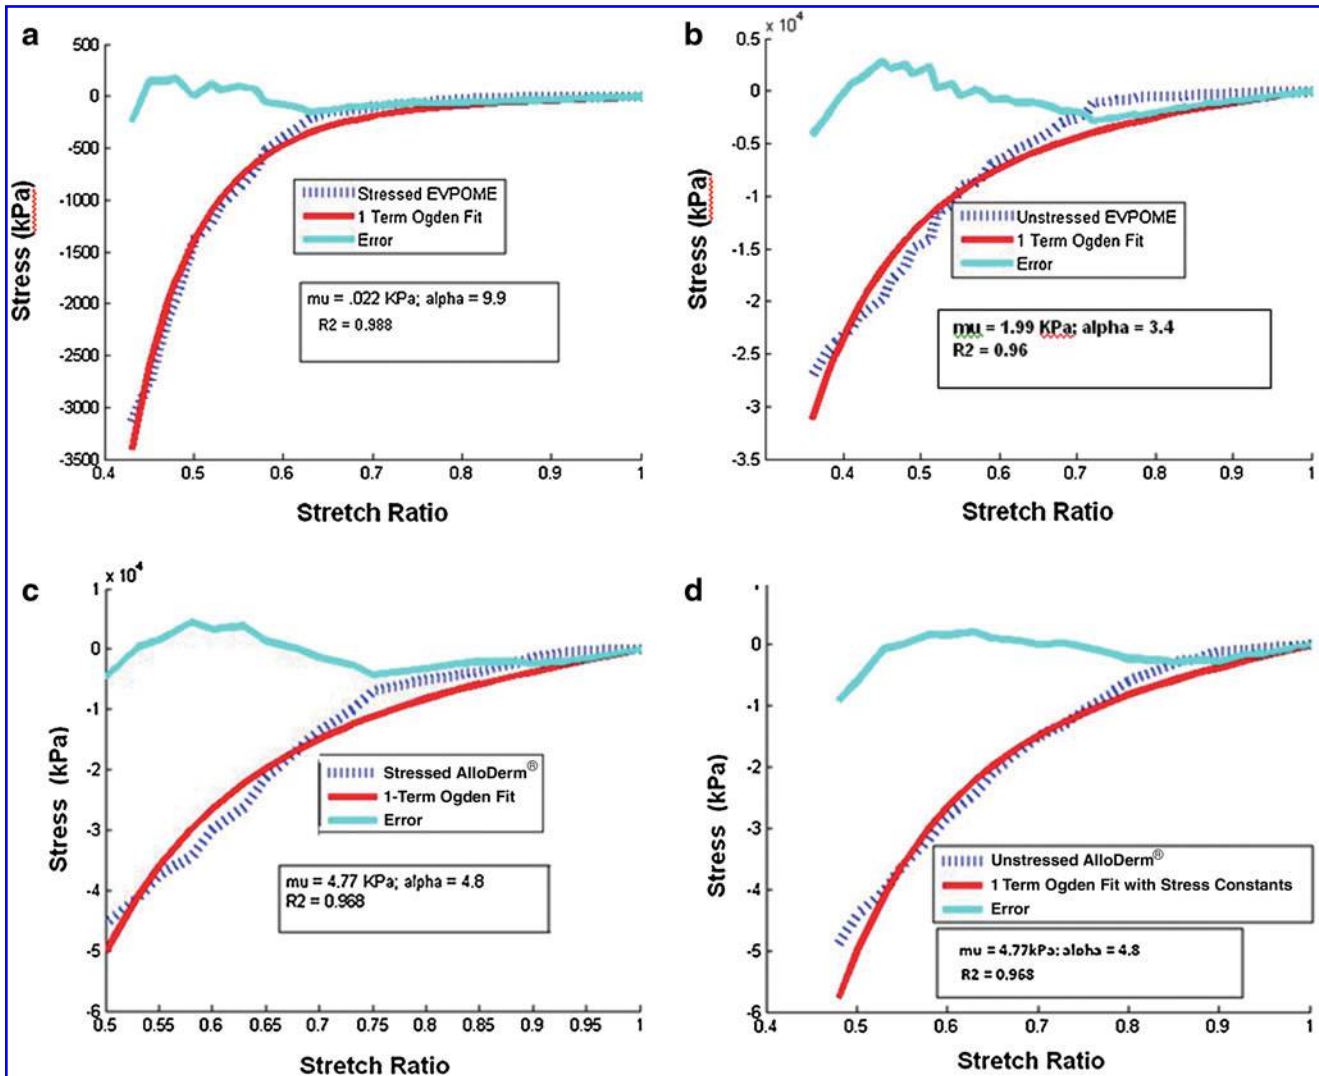 a
500
0
-500
-1000
-1500
-2000
-2500
-3000
-3500
0.4 0.5 0.6 0.7 0.8 0.9 1
Stress (kPa)
Stretch Ratio
Stressed EVPOME
1 Term Ogden Fit
Error
mu = .022 KPa; alpha = 9.9
R2 = 0.988
b
x 10⁴
0.5
0
-0.5
-1
-1.5
-2
-2.5
-3
-3.5
0.4 0.5 0.6 0.7 0.8 0.9 1
Stress (kPa)
Stretch Ratio
Unstressed EVPOME
1 Term Ogden Fit
Error
mu = 1.99 KPa; alpha = 3.4
R2 = 0.96
c
x 10⁴
1
0
-1
-2
-3
-4
-5
-6
0.5 0.55 0.6 0.65 0.7 0.75 0.8 0.85 0.9 0.95 1
Stress (kPa)
Stretch Ratio
Stressed AlloDerm®
1-Term Ogden Fit
Error
mu = 4.77 KPa; alpha = 4.8
R2 = 0.968
d
x 10⁴
0
-1
-2
-3
-4
-5
-6
0.4 0.5 0.6 0.7 0.8 0.9 1
Stress (kPa)
Stretch Ratio
Unstressed AlloDerm®
1 Term Ogden Fit with Stress Constants
Error
mu = 4.77kPa; alpha = 4.8
R2 = 0.968